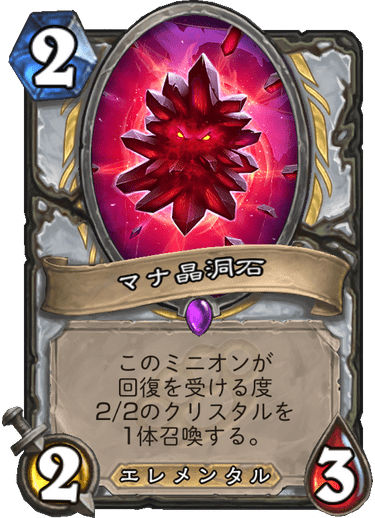 2
マナ晶洞石
このミニオンが
回復を受ける度
2/2のクリスタルを
1体召喚する。
2
エレメンタル
3